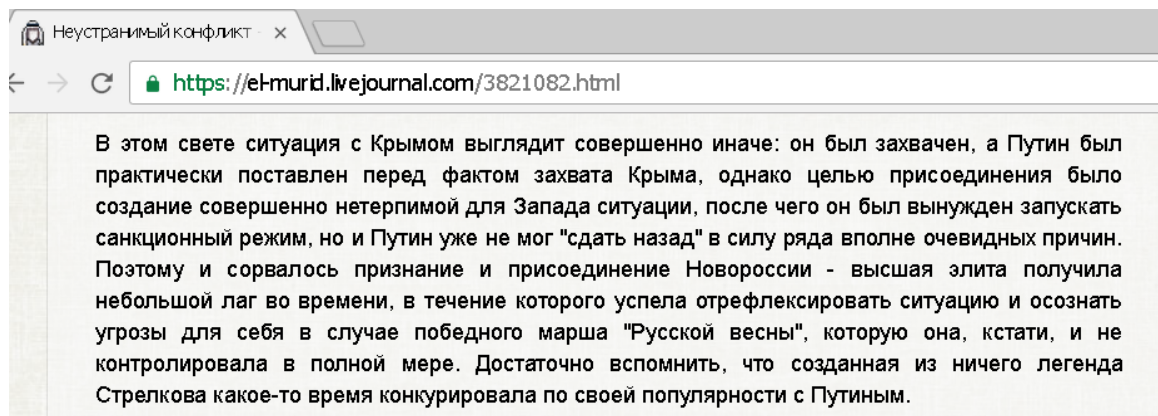 Неустранимый конфликт -
https://el-murid.livejournal.com/3821082.html
В этом свете ситуация с Крымом выглядит совершенно иначе: он был захвачен, а Путин был
практически поставлен перед фактом захвата Крыма, однако целью присоединения было
создание совершенно нетерпимой для Запада ситуации, после чего он был вынужден запускать
санкционный режим, но и Путин уже не мог "сдать назад" в силу ряда вполне очевидных причин.
Поэтому и сорвалось признание и присоединение Новороссии - высшая элита получила
небольшой лаг во времени, в течение которого успела отрефлексировать ситуацию и осознать
угрозы для себя в случае победного марша "Русской весны", которую она, кстати, и не
контролировала в полной мере. Достаточно вспомнить, что созданная из ничего легенда
Стрелкова какое-то время конкурировала по своей популярности с Путиным.